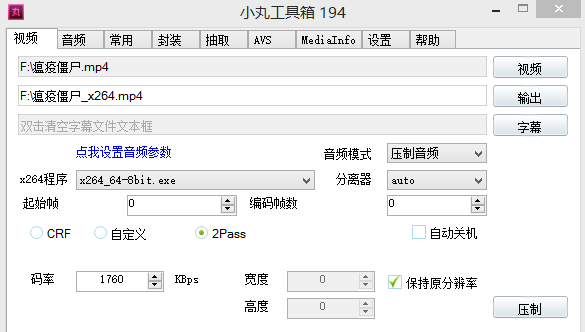 小丸工具箱 194
视频 音频 常用 封装 抽取 AVS MediaInfo 设置 帮助
F:\瘟疫僵尸.mp4 视频
F:\瘟疫僵尸_x264.mp4 输出
双击清空字幕文件文本框 字幕
点我设置音频参数 音频模式 压制音频
x264程序 x264_64-8bit.exe 分离器 auto
起始帧 0 编码帧数 0
CRF 自定义 2Pass 自动关机
码率 1760 KBps 宽度 0 保持原分辨率
高度 0 压制